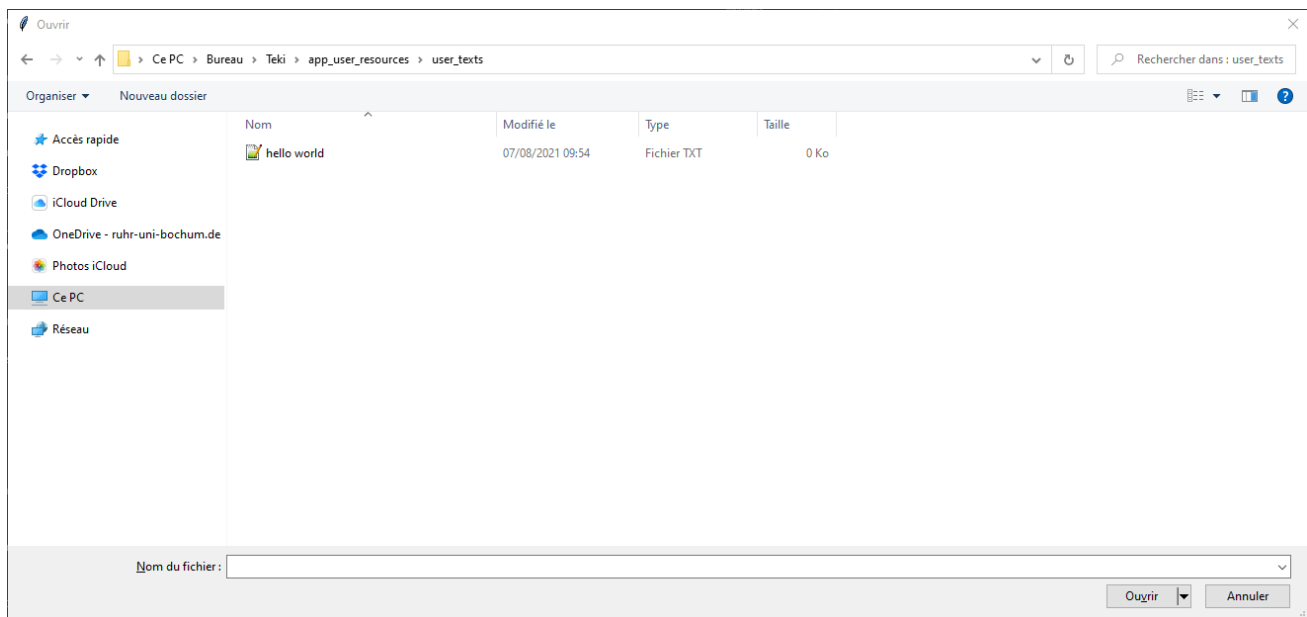 Ouvrir
Ce PC > Bureau > Teki > app_user_resources > user_texts
Rechercher dans : user_texts
Organiser
Nouveau dossier
Nom
Modifié le
Type
Taille
Accès rapide
hello world
07/08/2021 09:54
Fichier TXT
0 Ko
Dropbox
iCloud Drive
OneDrive - ruhr-uni-bochum.de
Photos iCloud
Ce PC
Réseau
Nom du fichier :
Ouvrir
Annuler